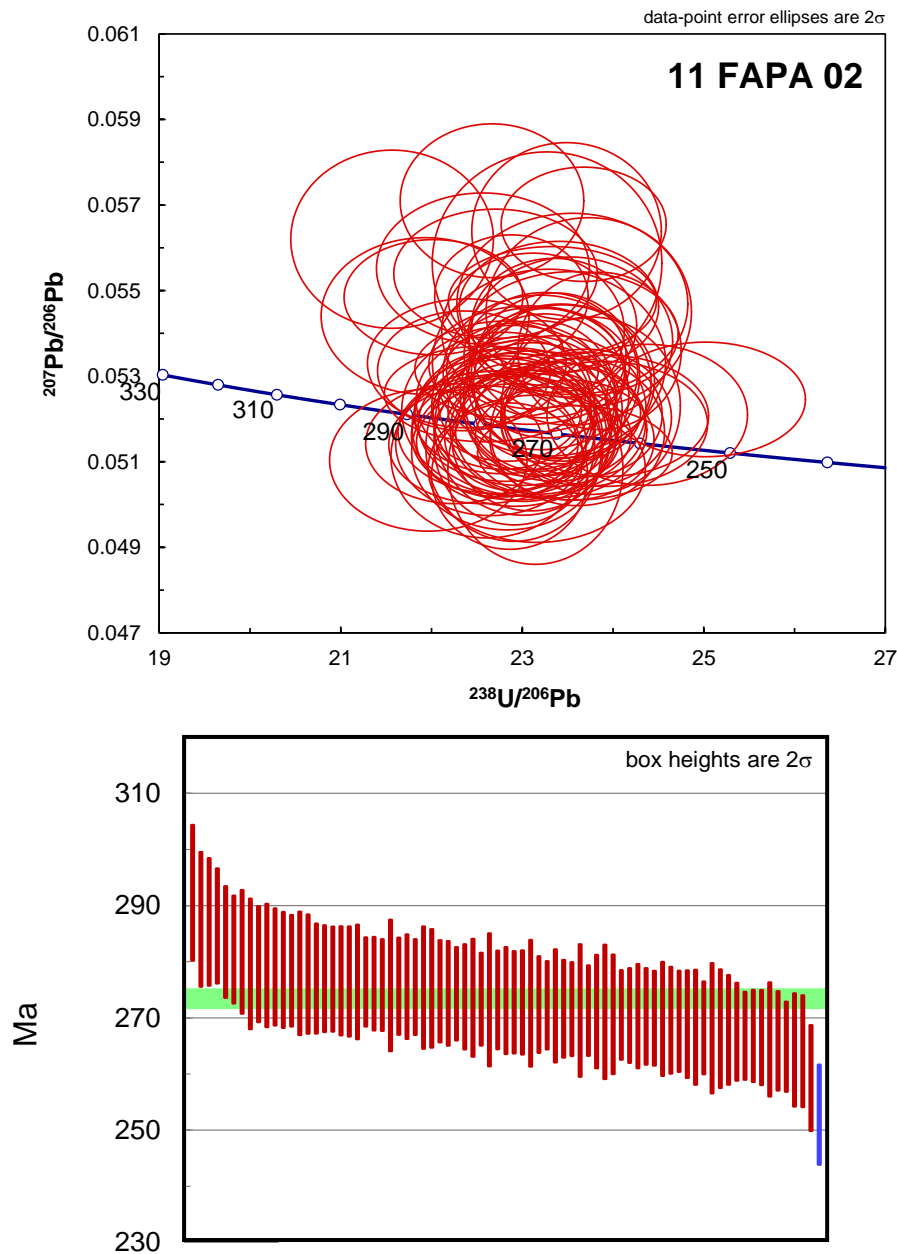 data-point error ellipses are 2σ
11 FAPA 02
0.061
0.059
0.057
0.055
0.053
0.051
0.049
0.047
207Pb/206Pb
330
310
290
270
250
19 21 23 25 27
238U/206Pb
box heights are 2σ
310
290
270
250
230
Ma